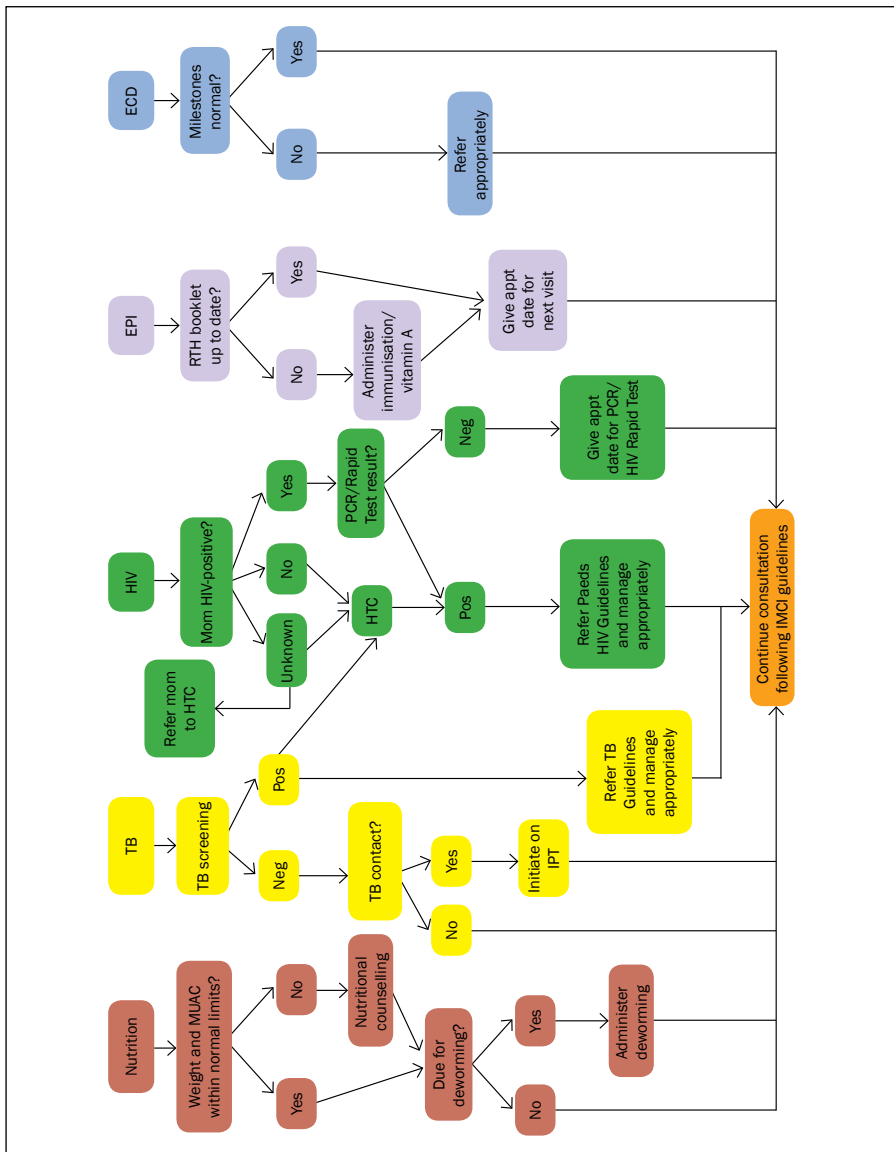 Nutrition
Weight and MUAC
within normal limits?
Yes
No
Nutritional
counselling
Due for
deworming?
No
Yes
Administer
deworming
TB
TB screening
Neg
Pos
TB contact?
No
Yes
Initiate on
IPT
Refer TB
Guidelines
and manage
appropriately
Refer mom
to HTC
HIV
Mom HIV-positive?
Unknown
No
Yes
HTC
PCR/Rapid
Test result?
Pos
Neg
Refer Paeds
HIV Guidelines
and manage
appropriately
Give appt
date for PCR/
HIV Rapid Test
EPI
RTH booklet
up to date?
No
Yes
Administer
immunisation/
vitamin A
Give appt
date for
next visit
ECD
Milestones
normal?
No
Yes
Refer
appropriately
Continue consultation
following IMCI guidelines